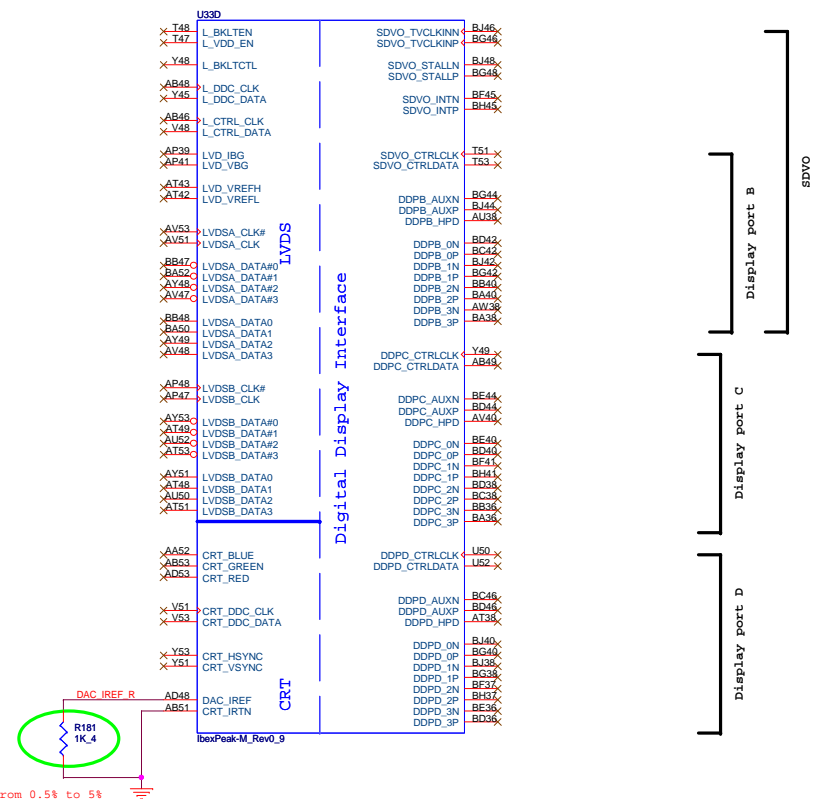 U33D
T48 L_BKLTEN
T47 L_VDD_EN
Y48 L_BKLTCTL
AB48 L_DDC_CLK
Y45 L_DDC_DATA
AB46 L_CTRL_CLK
V48 L_CTRL_DATA
AP39 LVD_IBG
AP41 LVD_VBG
AT43 LVD_VREFH
AT42 LVD_VREFL
AV53 LVDSA_CLK#
AV51 LVDSA_CLK
BB47 LVDSA_DATA#0
BA52 LVDSA_DATA#1
AY48 LVDSA_DATA#2
AV47 LVDSA_DATA#3
BB48 LVDSA_DATA0
BA50 LVDSA_DATA1
AY49 LVDSA_DATA2
AV48 LVDSA_DATA3
AP48 LVDSB_CLK#
AP47 LVDSB_CLK
AY53 LVDSB_DATA#0
AT49 LVDSB_DATA#1
AU52 LVDSB_DATA#2
AT53 LVDSB_DATA#3
AY51 LVDSB_DATA0
AT48 LVDSB_DATA1
AU50 LVDSB_DATA2
AT51 LVDSB_DATA3
AA52 CRT_BLUE
AB53 CRT_GREEN
AD53 CRT_RED
V51 CRT_DDC_CLK
V53 CRT_DDC_DATA
Y53 CRT_HSYNC
Y51 CRT_VSYNC
DAC_IREF_R AD48 DAC_IREF
AB51 CRT_IRTN
LVDS
CRT
Digital Display Interface
SDVO_TVCLKINN BJ46
SDVO_TVCLKINP BG46
SDVO_STALLN BJ48
SDVO_STALLP BG48
SDVO_INTN BF45
SDVO_INTP BH45
SDVO_CTRLCLK T51
SDVO_CTRLDATA T53
DDPB_AUXN BG44
DDPB_AUXP BJ44
DDPB_HPD AU38
DDPB_0N BD42
DDPB_0P BC42
DDPB_1N BJ42
DDPB_1P BG42
DDPB_2N BB40
DDPB_2P BA40
DDPB_3N AW38
DDPB_3P BA38
DDPC_CTRLCLK Y49
DDPC_CTRLDATA AB49
DDPC_AUXN BE44
DDPC_AUXP BD44
DDPC_HPD AV40
DDPC_0N BE40
DDPC_0P BD40
DDPC_1N BF41
DDPC_1P BH41
DDPC_2N BD38
DDPC_2P BC38
DDPC_3N BB36
DDPC_3P BA36
DDPD_CTRLCLK U50
DDPD_CTRLDATA U52
DDPD_AUXN BC46
DDPD_AUXP BD46
DDPD_HPD AT38
DDPD_0N BJ40
DDPD_0P BG40
DDPD_1N BJ38
DDPD_1P BG38
DDPD_2N BF37
DDPD_2P BH37
DDPD_3N BE36
DDPD_3P BD36
SDVO
Display port B
Display port C
Display port D
R181
1K_4
IbexPeak-M_Rev0_9
rom 0.5% to 5%